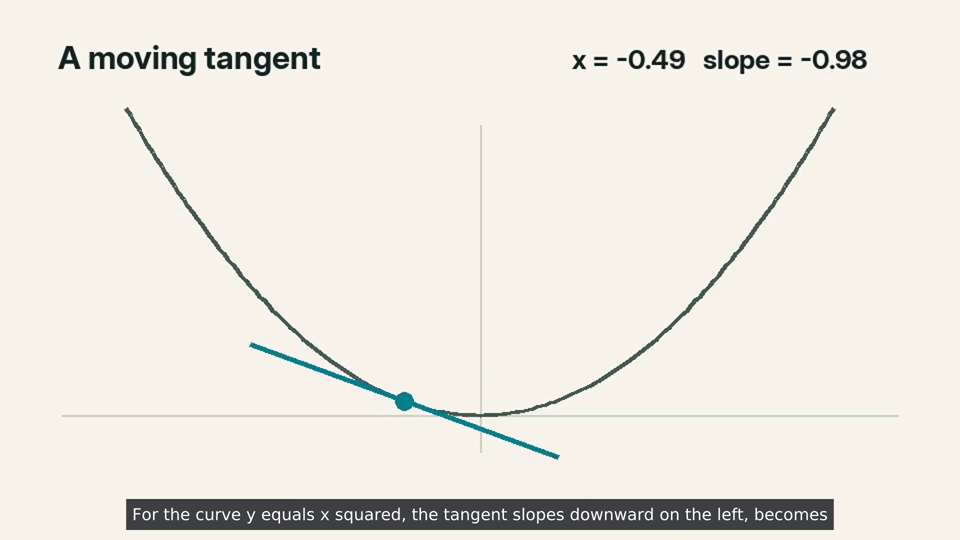 A moving tangent
x = -0.49 slope = -0.98
For the curve y equals x squared, the tangent slopes downward on the left, becomes